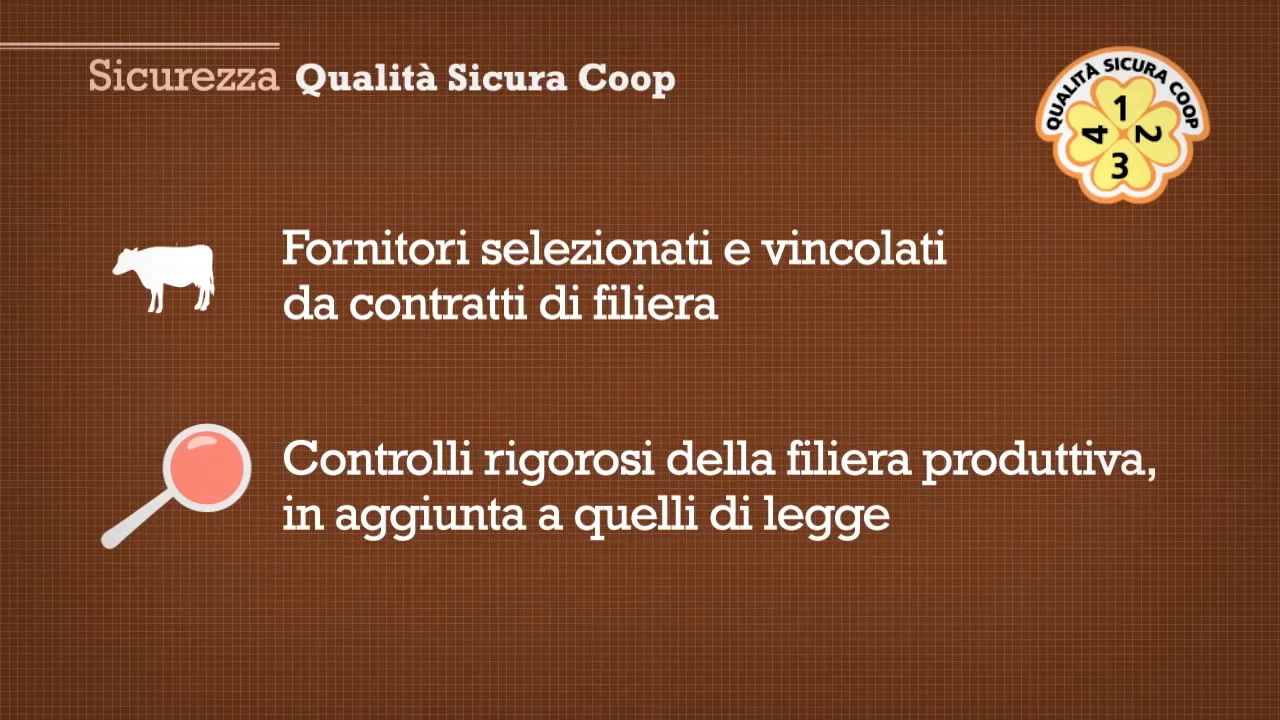 Sicurezza Qualità Sicura Coop
QUALITÀ SICURA COOP
1
4 2
3
Fornitori selezionati e vincolati
da contratti di filiera
Controlli rigorosi della filiera produttiva,
in aggiunta a quelli di legge